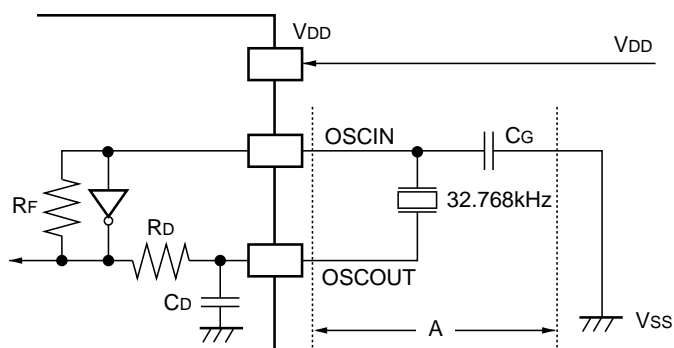 VDD
VDD
OSCIN
CG
RF
32.768kHz
RD
OSCOUT
CD
A
VSS